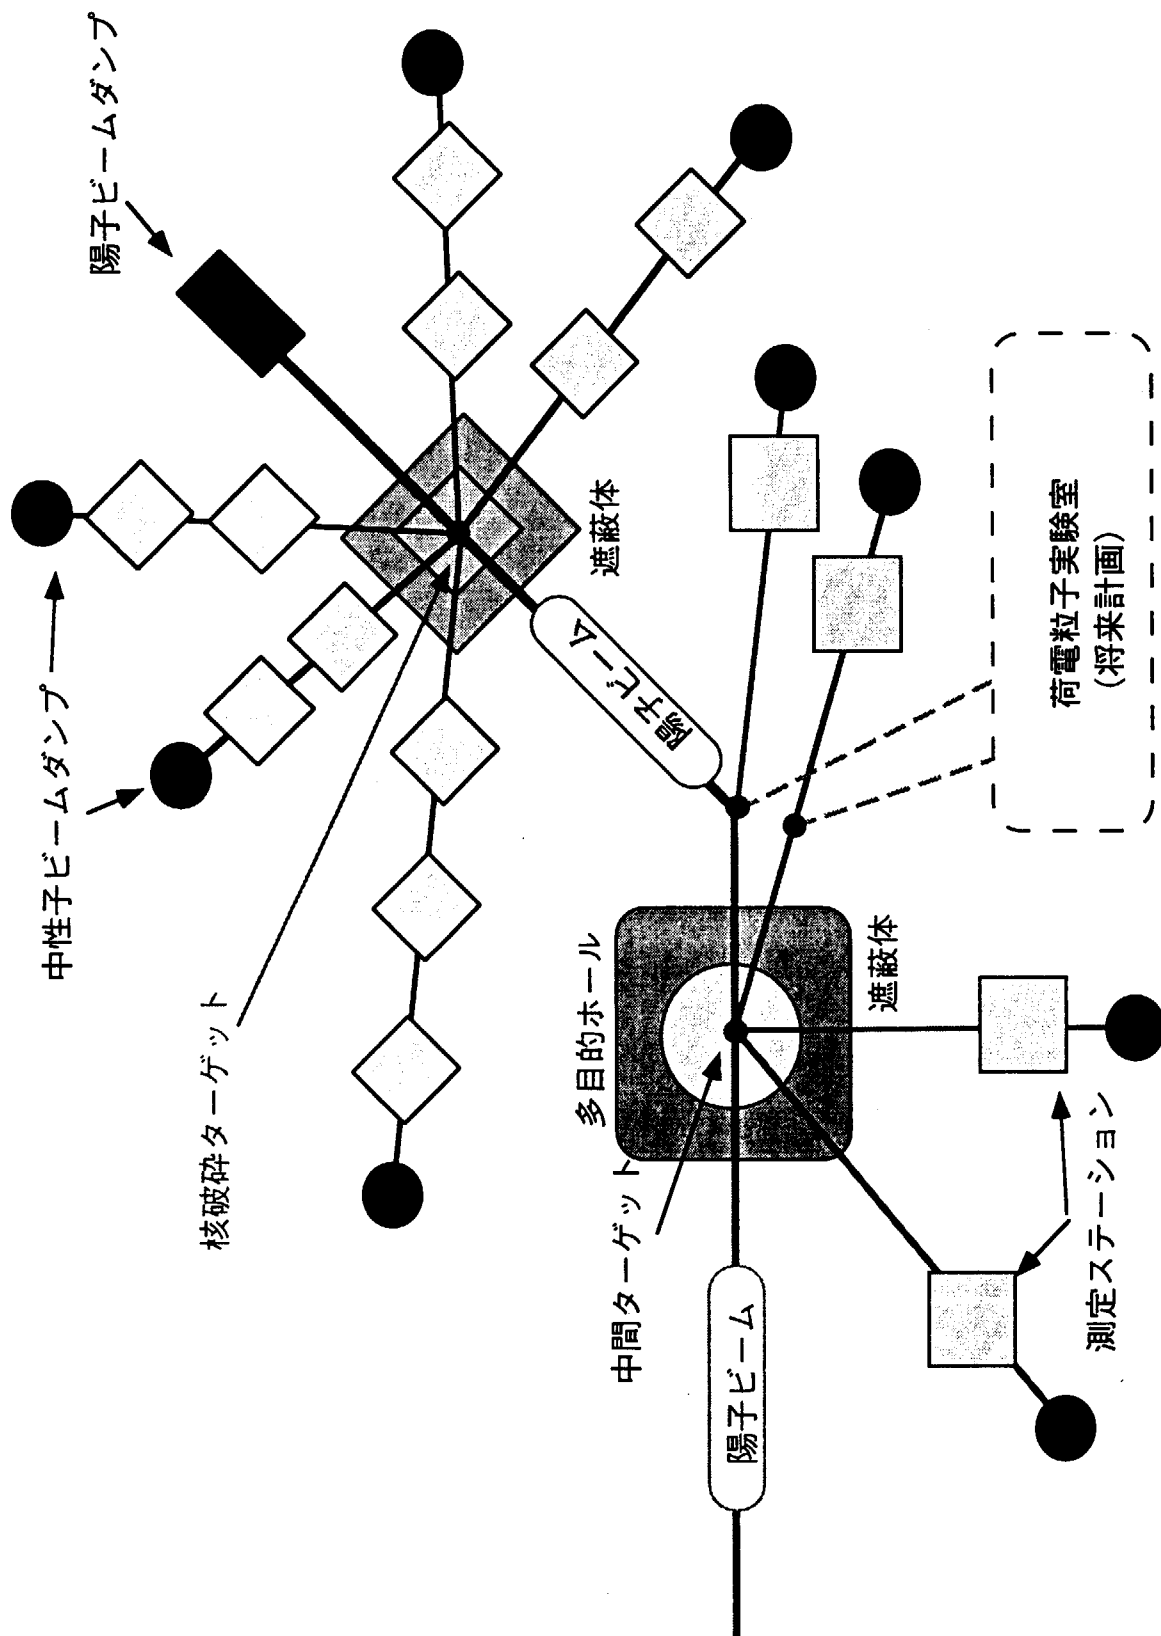 陽子ビームダンプ
中性子ビームダンプ
核破砕ターゲット
遮蔽体
陽子ビーム
多目的ホール
中間ターゲット
遮蔽体
陽子ビーム
測定ステーション
荷電粒子実験室
(将来計画)